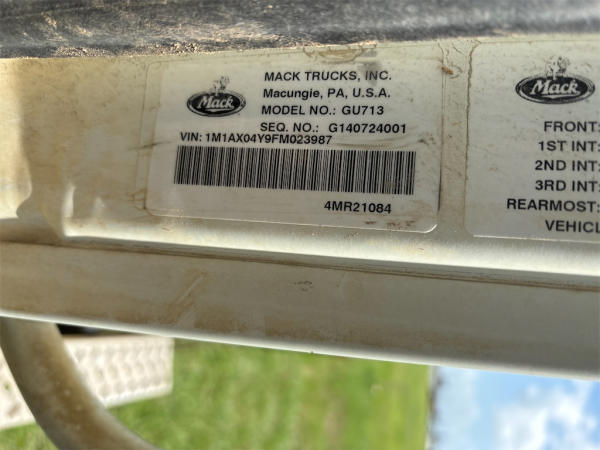 Mack
MACK TRUCKS, INC.
Macungie, PA, U.S.A.
MODEL NO.: GU713
SEQ. NO.: G140724001
VIN: 1M1AX04Y9FM023987
4MR21084
Mack
FRONT:
1ST INT:
2ND INT:
3RD INT:
REARMOST:
VEHICL